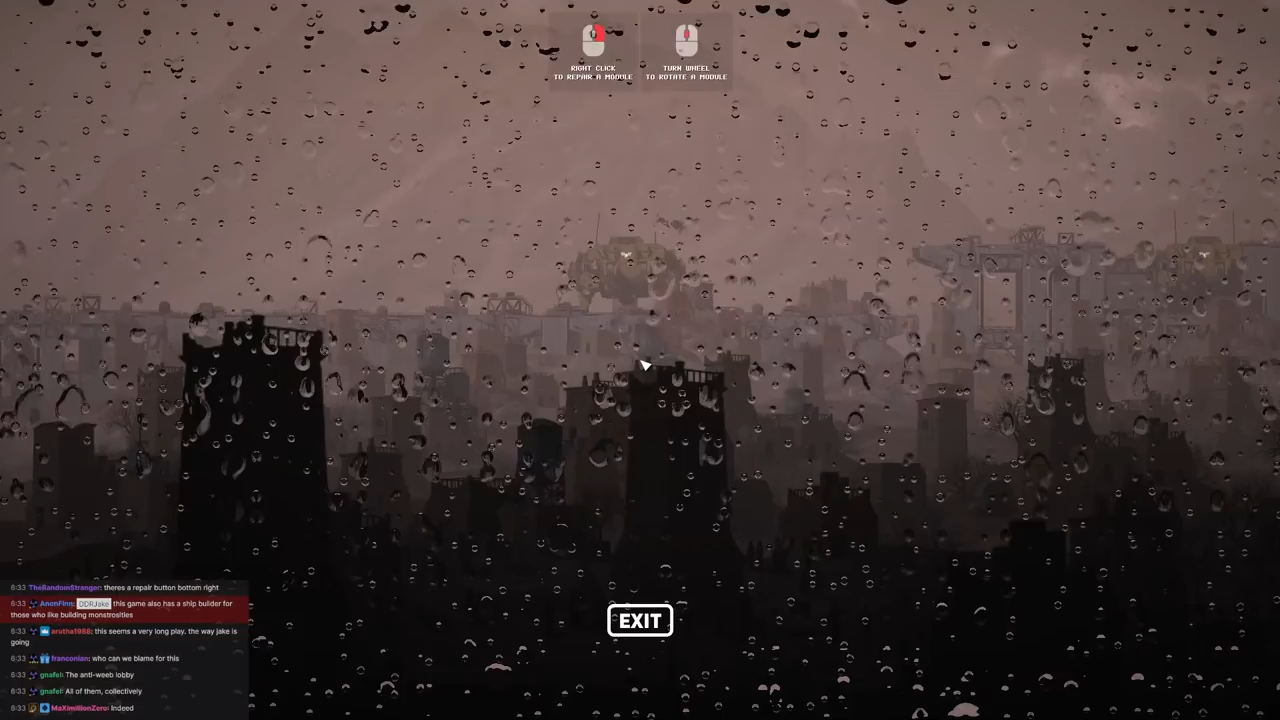 RIGHT CLICK
TO REPAIR A MODULE
TURN WHEEL
TO ROTATE A MODULE
EXIT
6:33 TheRandomStranger: theres a repair button bottom right
6:33 AnonFinn: DDRJake this game also has a ship builder for
those who like building monstrosities
6:33 arutha1988: this seems a very long play. the way jake is
going
6:33 franconian: who can we blame for this
6:33 gnafel: The anti-weeb lobby
6:33 gnafel: All of them, collectively
6:33 MaXimillionZero: Indeed